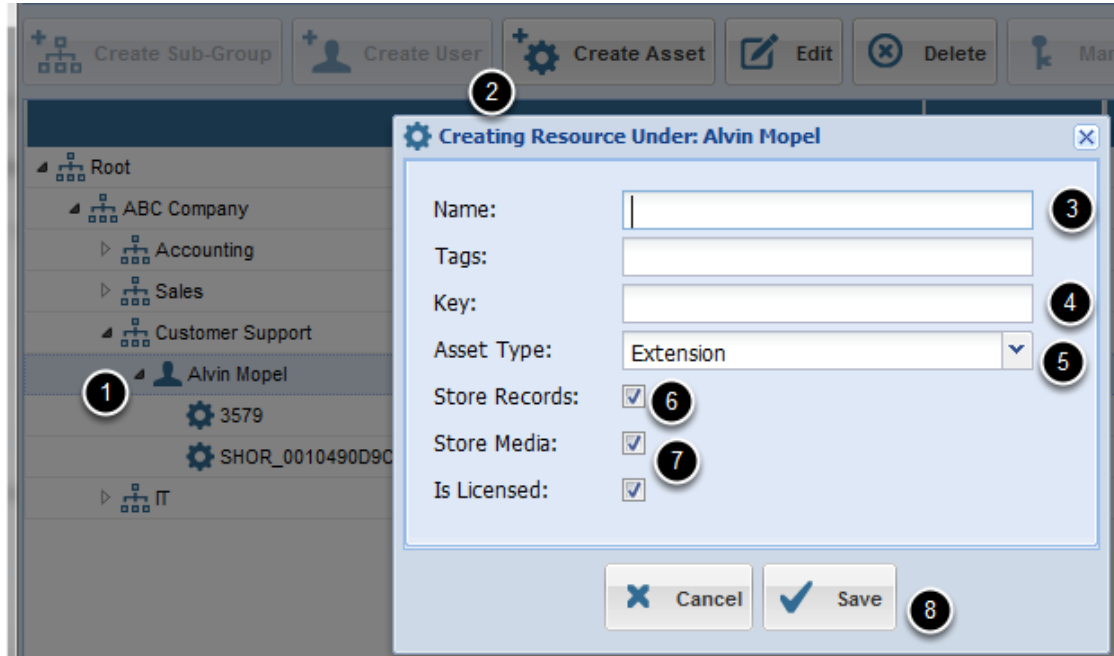 Create Sub-Group Create User Create Asset Edit Delete
2
Creating Resource Under: Alvin Mopel
Root
ABC Company
Accounting
Sales
Customer Support
1 Alvin Mopel
3579
IT
Name: 3
Tags:
Key: 4
Asset Type: Extension 5
Store Records: 6
Store Media: 7
Is Licensed:
Cancel Save 8